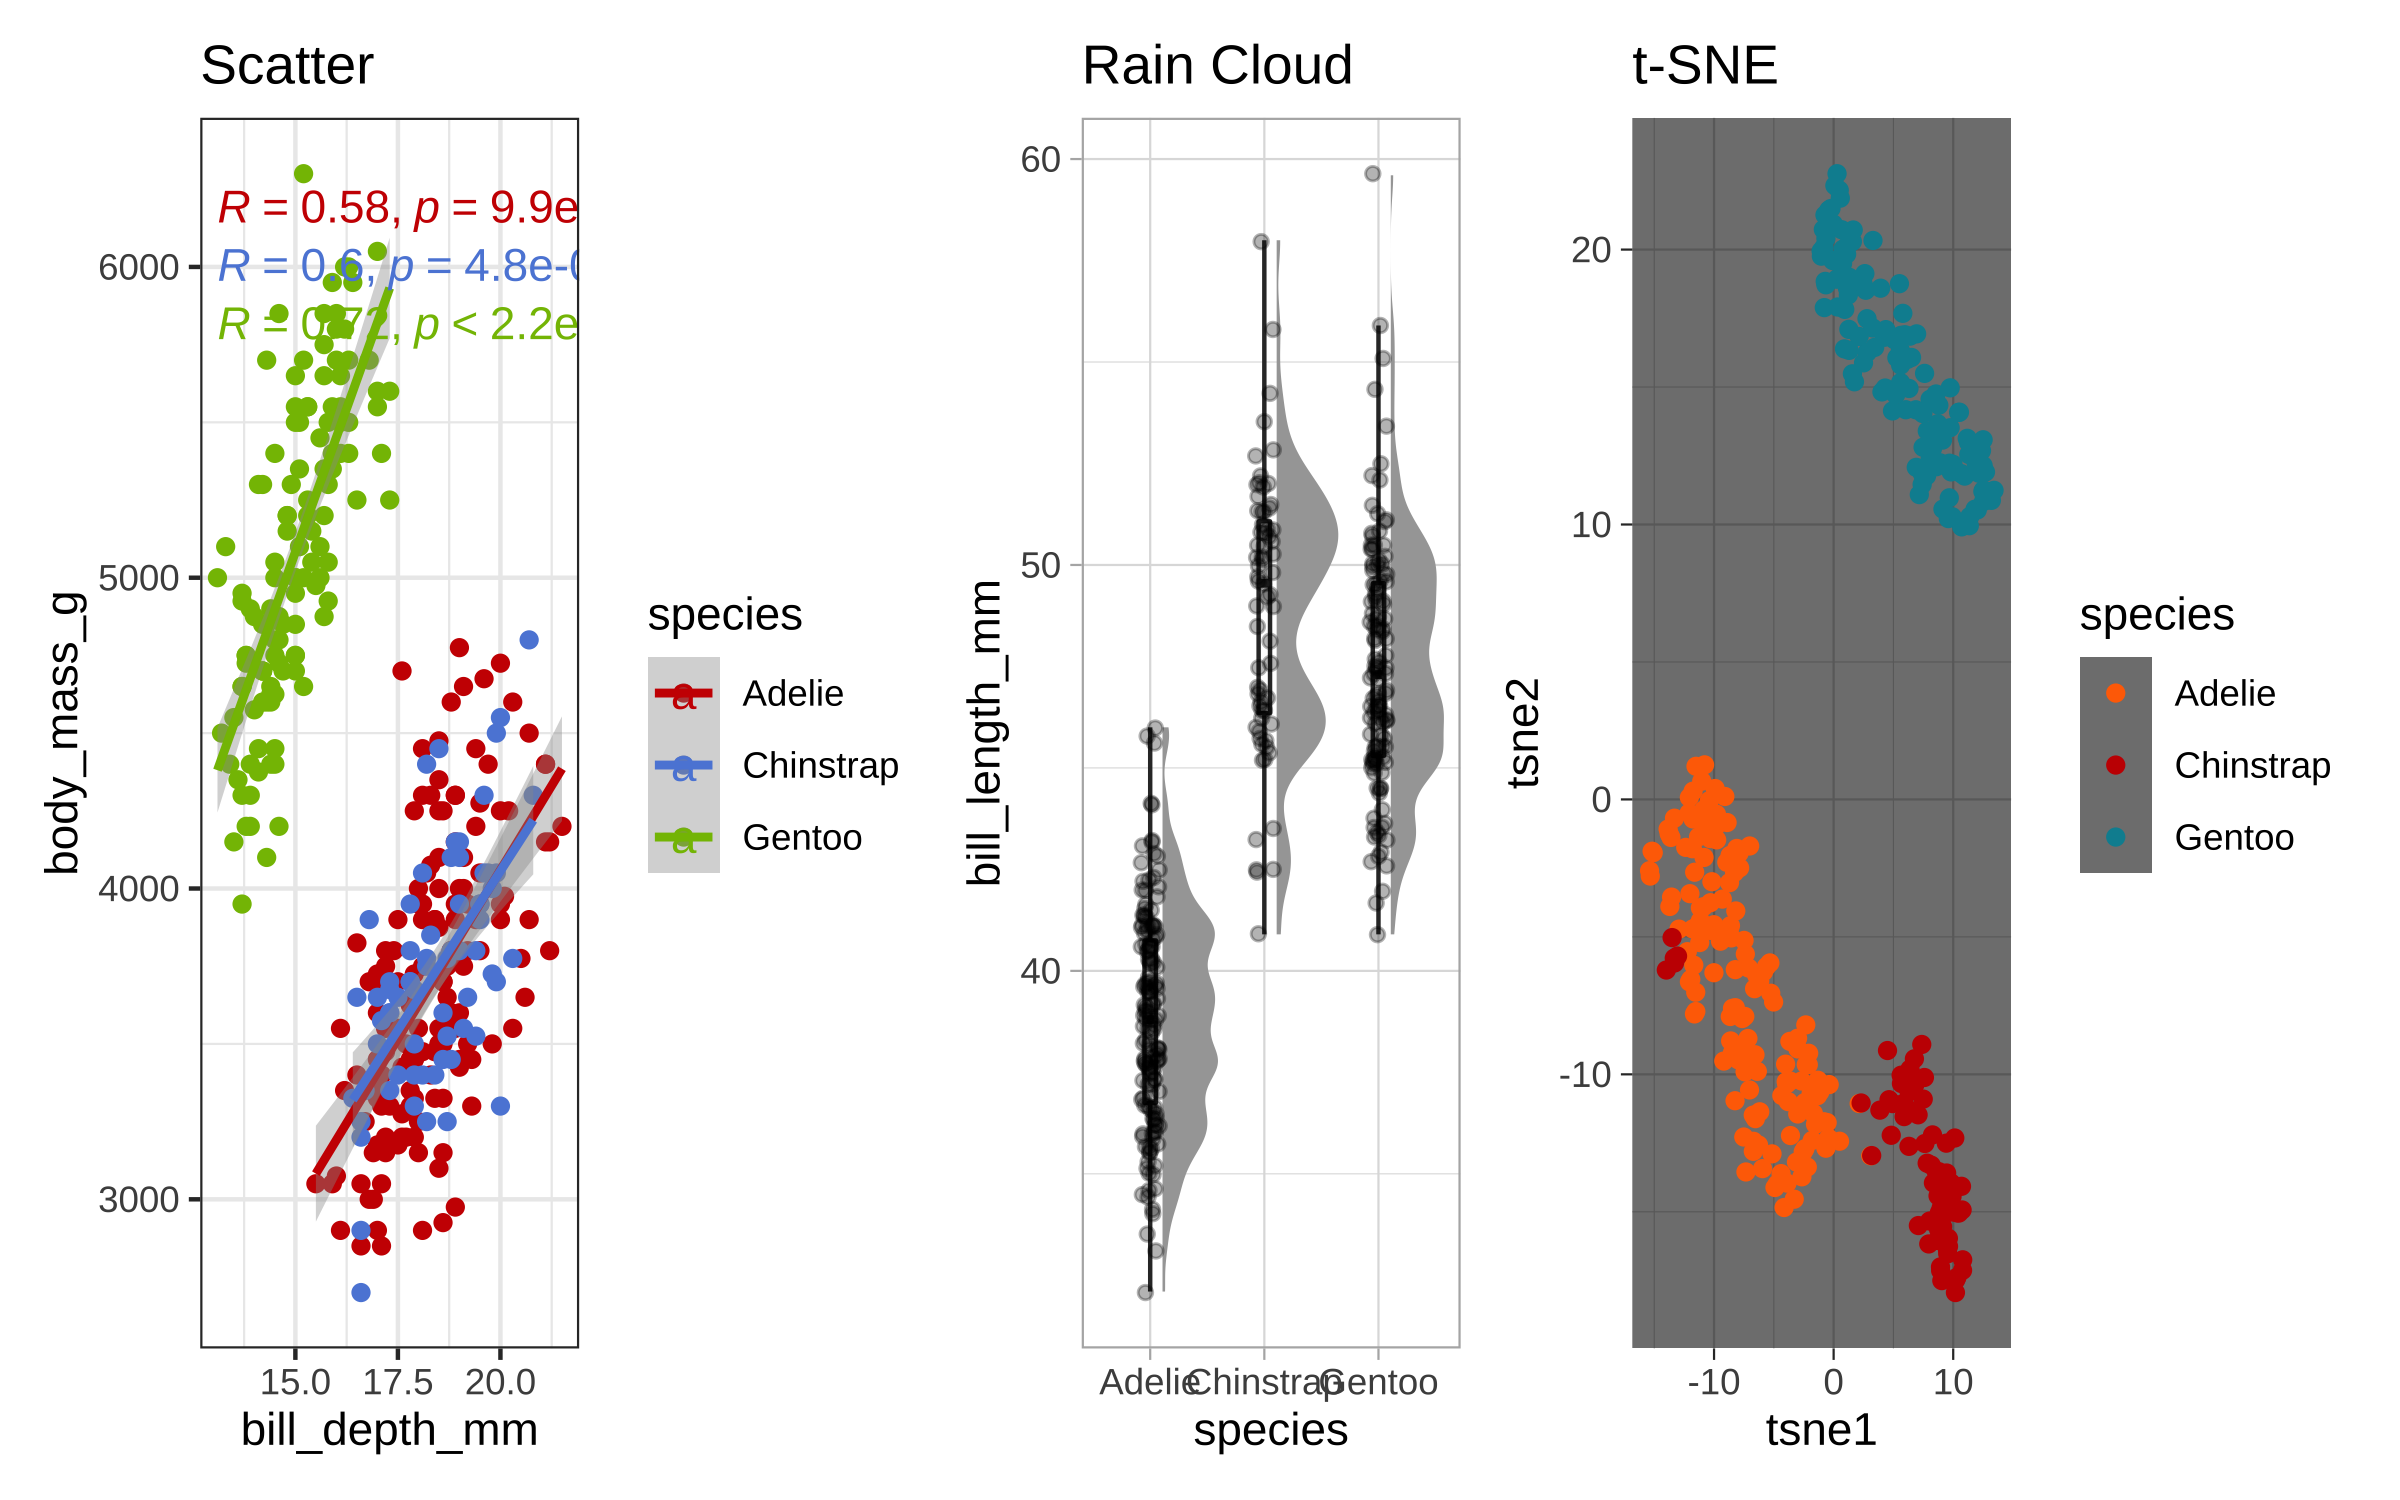 Scatter
R = 0.58, p = 9.9e
R = 0.6, p = 4.8e-0
R = 0.72, p < 2.2e
6000
5000
4000
3000
body_mass_g
15.0 17.5 20.0
bill_depth_mm
species
a Adelie
a Chinstrap
a Gentoo
Rain Cloud
60
50
40
bill_length_mm
Adelie Chinstrap Gentoo
species
t-SNE
20
10
0
-10
tsne2
-10 0 10
tsne1
species
Adelie
Chinstrap
Gentoo